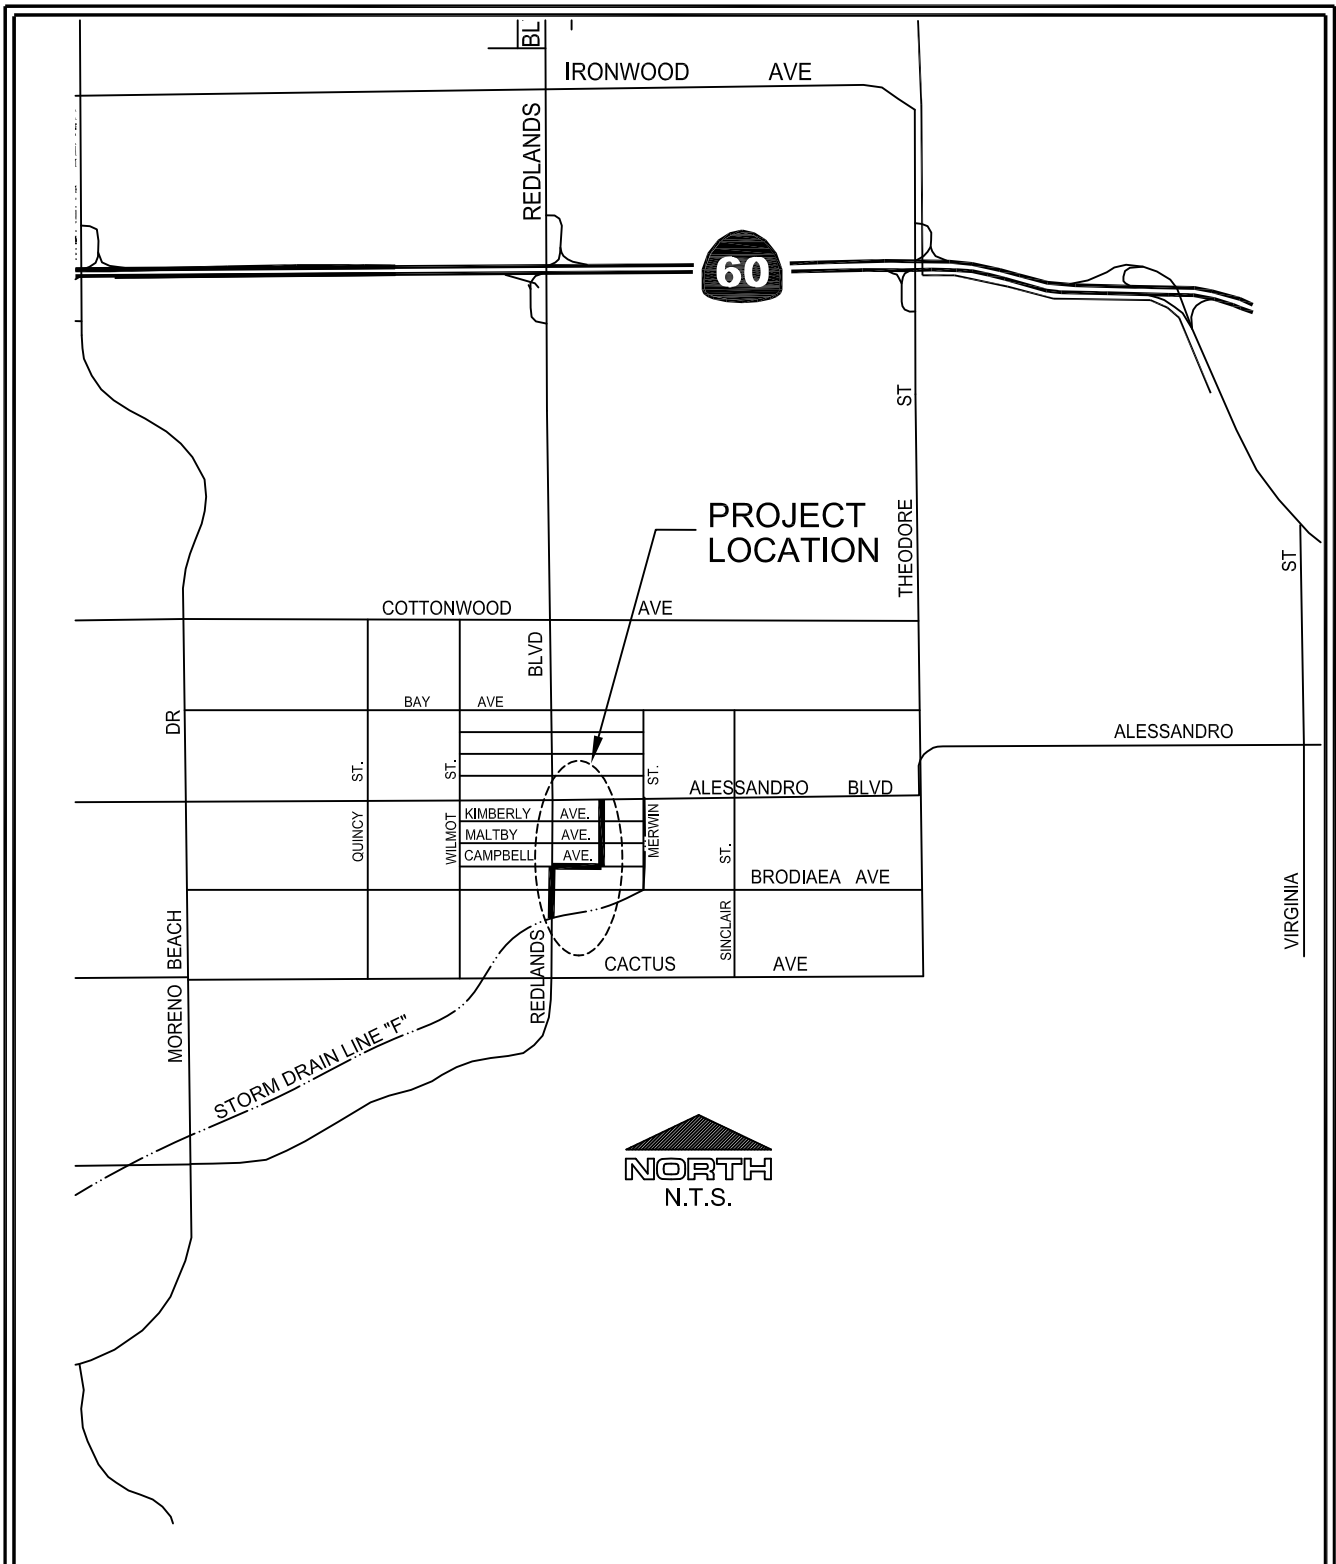 BL
IRONWOOD AVE
REDLANDS
60
ST
PROJECT
LOCATION
THEODORE
ST
COTTONWOOD AVE
BLVD
BAY AVE
DR
ALESSANDRO
ST.
ST.
ST.
ALESSANDRO BLVD
KIMBERLY AVE.
MALTBY AVE.
CAMPBELL AVE.
QUINCY
WILMOT
MERWIN
ST.
BRODIAEA AVE
VIRGINIA
SINCLAIR
MORENO BEACH
REDLANDS
CACTUS AVE
STORM DRAIN LINE "F"
NORTH
N.T.S.